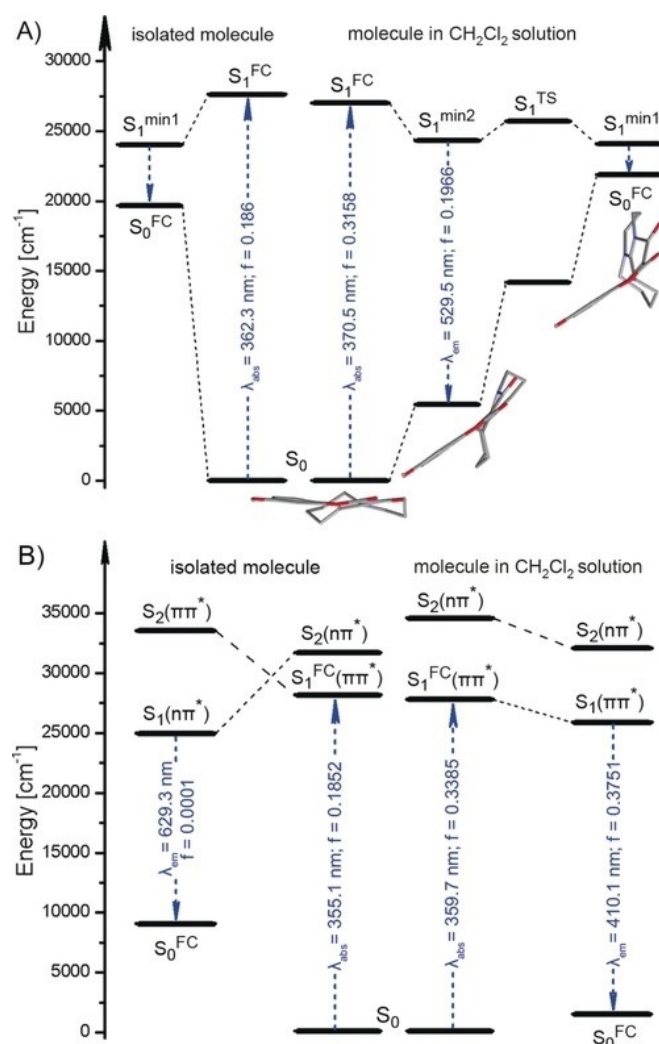 A)
isolated molecule
molecule in CH₂Cl₂ solution
Energy [cm⁻¹]
30000
25000
20000
15000
10000
5000
0
S₁ᵐⁱⁿ¹
S₁ᶠᶜ
S₀ᶠᶜ
λabs = 362.3 nm; f = 0.186
S₀
S₁ᶠᶜ
λabs = 370.5 nm; f = 0.3158
S₁ᵐⁱⁿ²
λem = 529.5 nm; f = 0.1966
S₁ᵀˢ
S₁ᵐⁱⁿ¹
S₀ᶠᶜ
B)
isolated molecule
molecule in CH₂Cl₂ solution
Energy [cm⁻¹]
35000
30000
25000
20000
15000
10000
5000
0
S₂(ππ*)
S₁(nπ*)
λem = 629.3 nm
f = 0.0001
S₀ᶠᶜ
S₂(nπ*)
S₁ᶠᶜ(ππ*)
λabs = 355.1 nm; f = 0.1852
S₀
S₂(nπ*)
S₁ᶠᶜ(ππ*)
λabs = 359.7 nm; f = 0.3385
S₂(nπ*)
S₁(ππ*)
λem = 410.1 nm; f = 0.3751
S₀ᶠᶜ